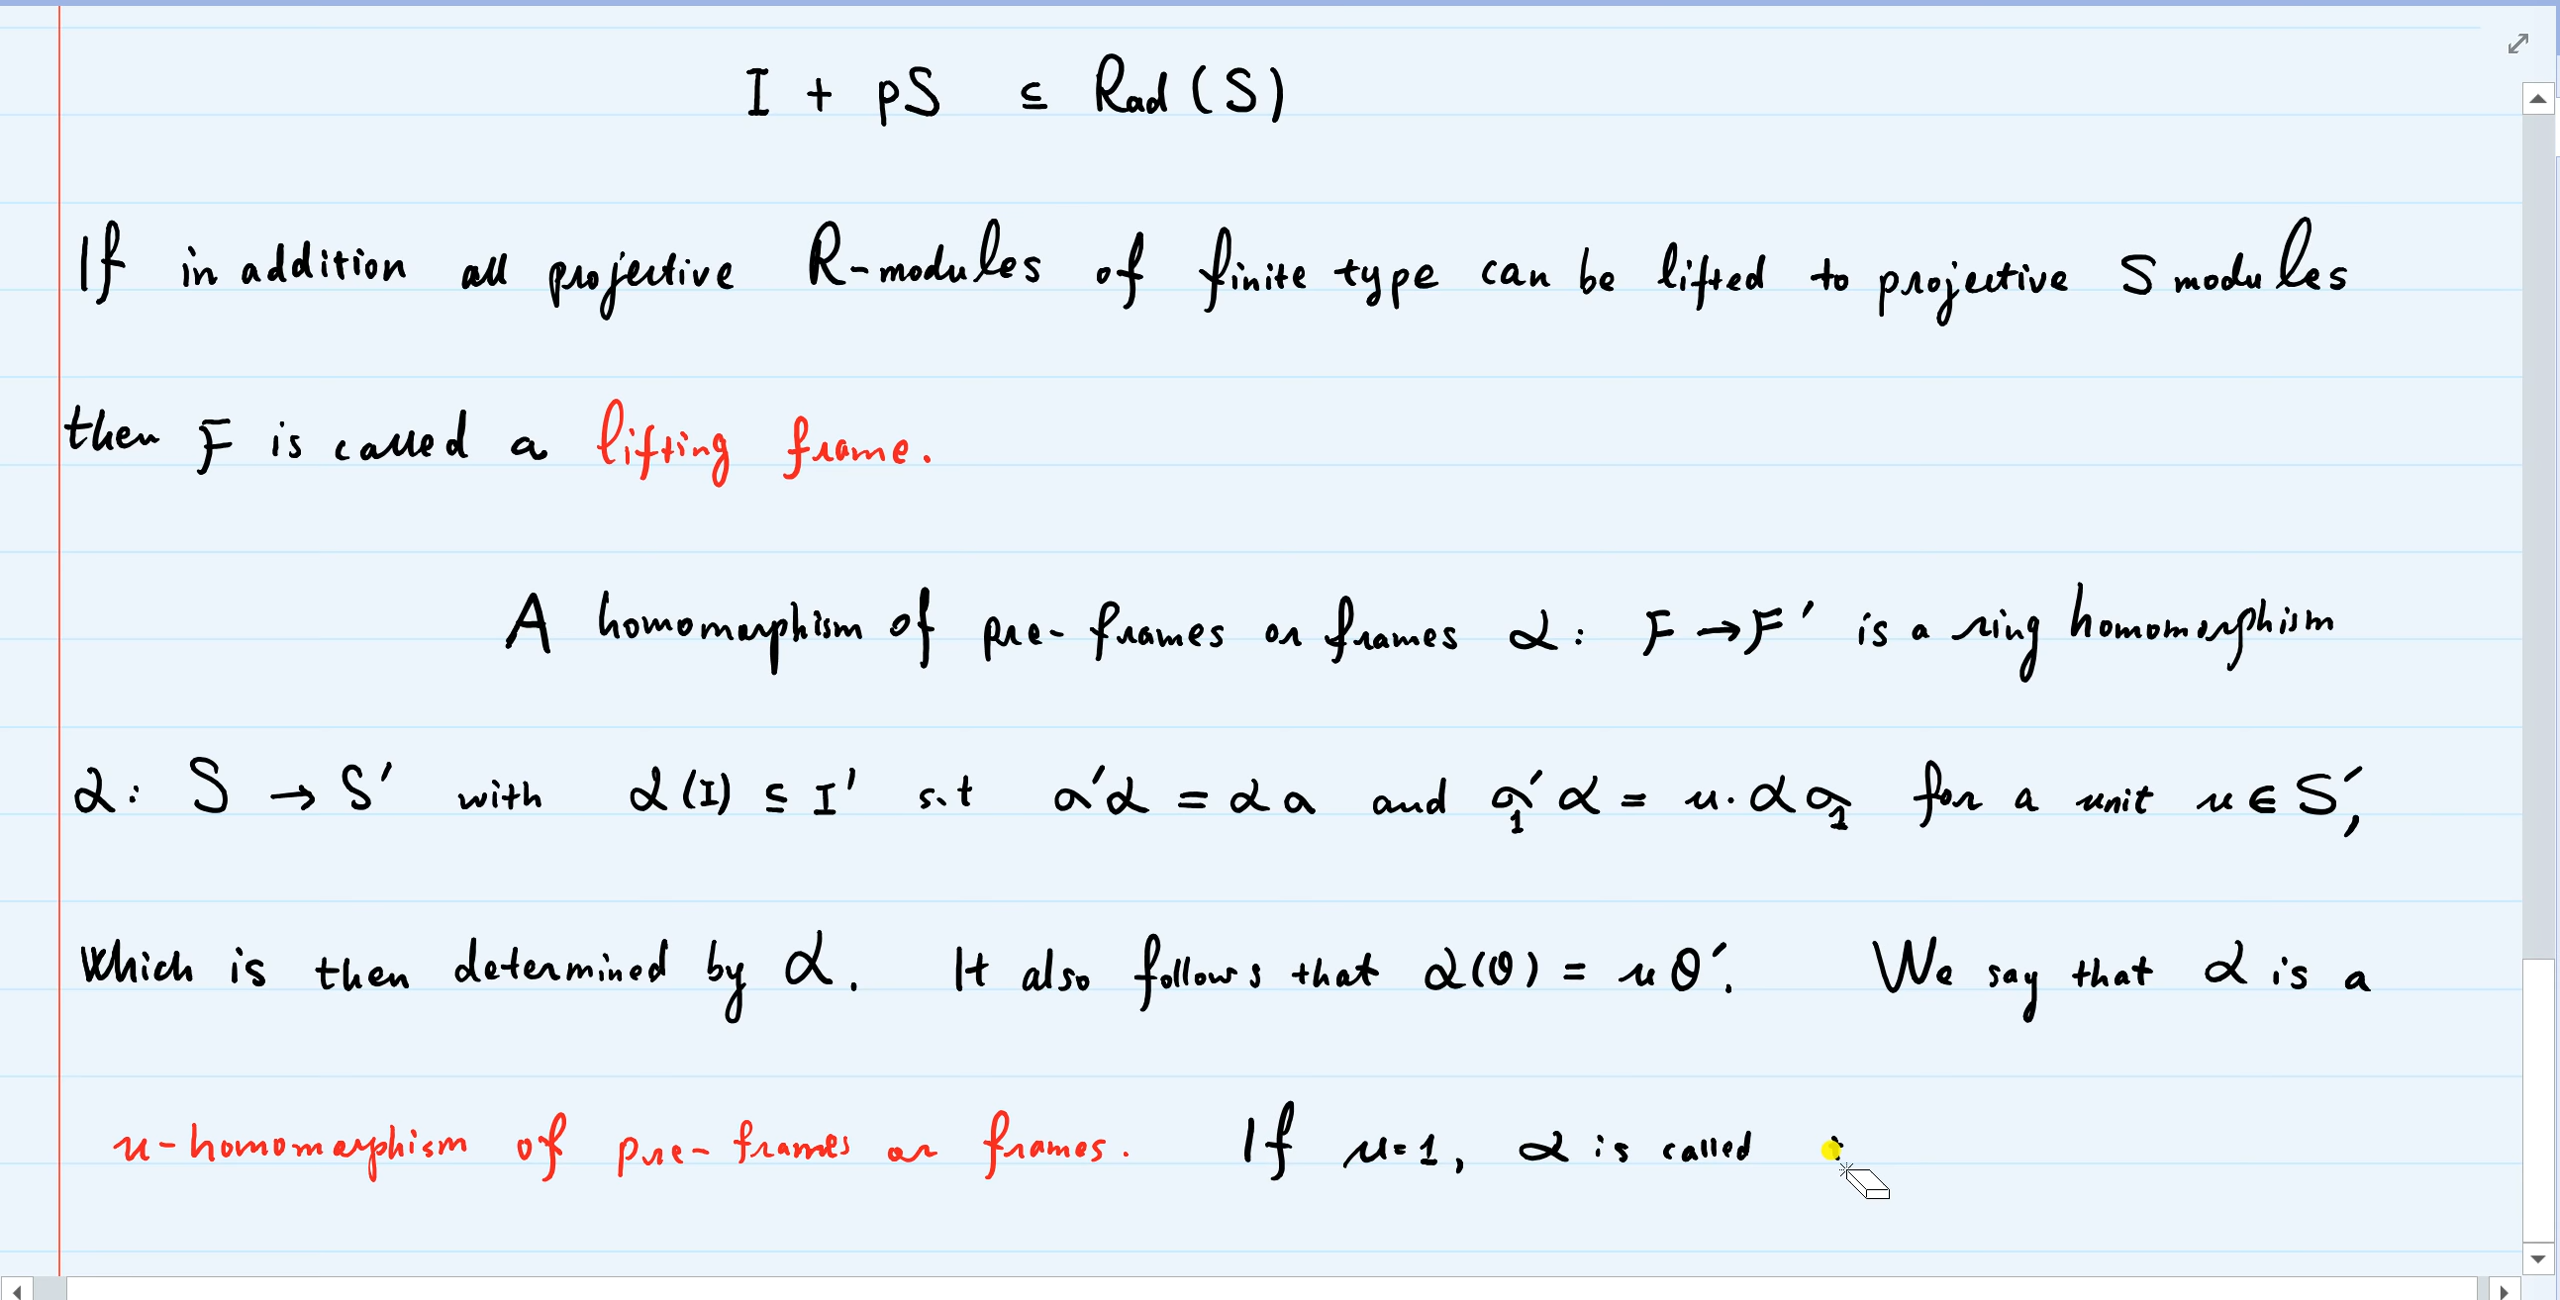 I + pS ⊆ Rad (S)
If in addition all projective R-modules of finite type can be lifted to projective S modules
then F is called a lifting frame.
A homomorphism of pre-frames or frames α: F → F′ is a ring homomorphism
α: S → S′ with α(I) ⊆ I′ s.t σ′α = ασ and σ₁′α = u·ασ₁ for a unit u ∈ S′,
Which is then determined by α. It also follows that α(θ) = uθ′. We say that α is a
u-homomorphism of pre-frames or frames. If u=1, α is called